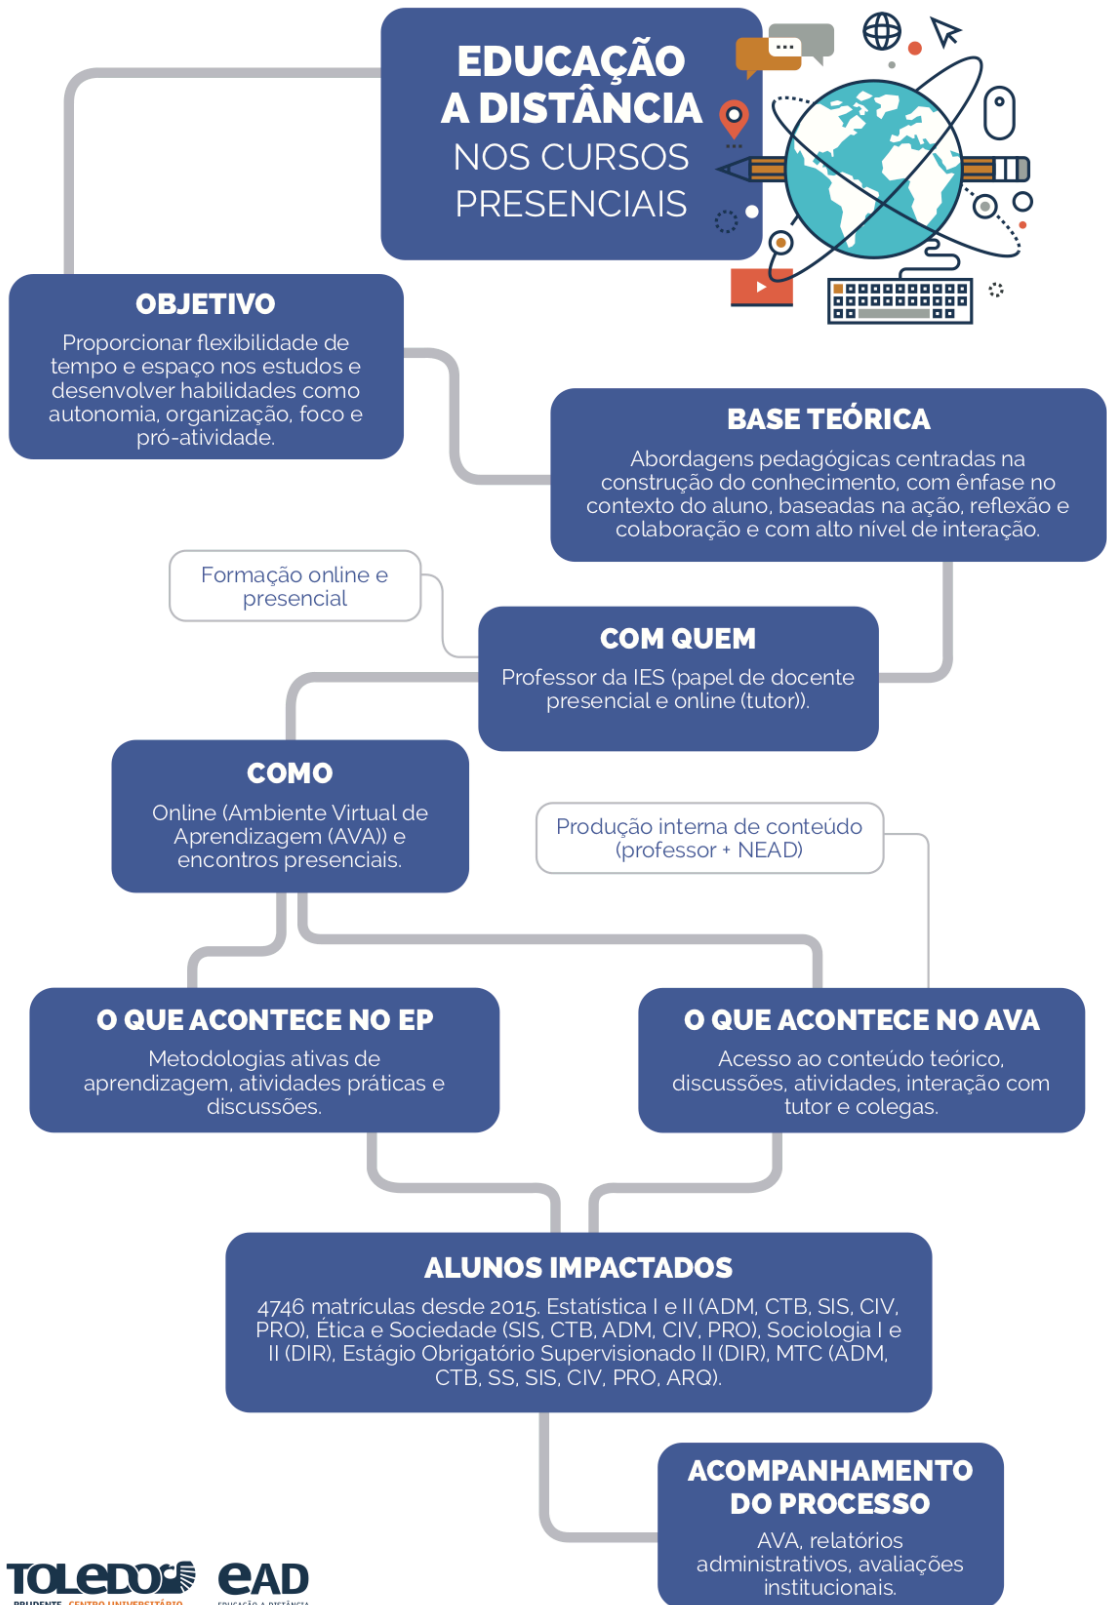 EDUCAÇÃO
A DISTÂNCIA
NOS CURSOS
PRESENCIAIS
OBJETIVO
Proporcionar flexibilidade de
tempo e espaço nos estudos e
desenvolver habilidades como
autonomia, organização, foco e
pró-atividade.
BASE TEÓRICA
Abordagens pedagógicas centradas na
construção do conhecimento, com ênfase no
contexto do aluno, baseadas na ação, reflexão e
colaboração e com alto nível de interação.
Formação online e
presencial
COM QUEM
Professor da IES (papel de docente
presencial e online (tutor)).
COMO
Online (Ambiente Virtual de
Aprendizagem (AVA)) e
encontros presenciais.
Produção interna de conteúdo
(professor + NEAD)
O QUE ACONTECE NO EP
Metodologias ativas de
aprendizagem, atividades práticas e
discussões.
O QUE ACONTECE NO AVA
Acesso ao conteúdo teórico,
discussões, atividades, interação com
tutor e colegas.
ALUNOS IMPACTADOS
4746 matrículas desde 2015. Estatística I e II (ADM, CTB, SIS, CIV,
PRO), Ética e Sociedade (SIS, CTB, ADM, CIV, PRO), Sociologia I e
II (DIR), Estágio Obrigatório Supervisionado II (DIR), MTC (ADM,
CTB, SS, SIS, CIV, PRO, ARQ).
ACOMPANHAMENTO
DO PROCESSO
AVA, relatórios
administrativos, avaliações
institucionais.
TOLEDO
PRUDENTE CENTRO UNIVERSITÁRIO
eAD
EDUCAÇÃO A DISTÂNCIA